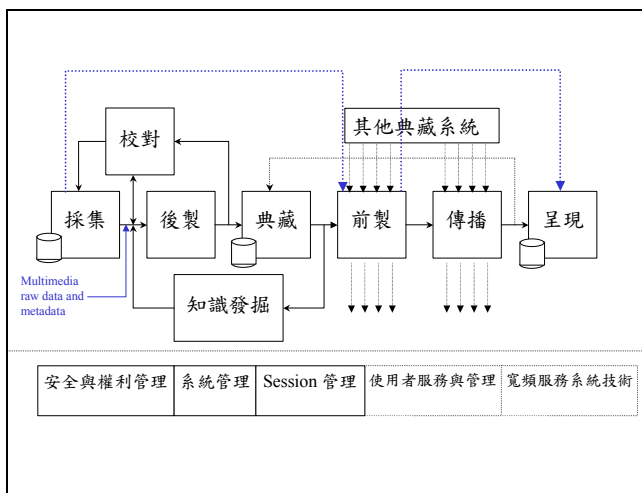 其他典藏系統
校對
採集
後製
典藏
前製
傳播
呈現
Multimedia
raw data and
metadata
知識發掘
安全與權利管理
系統管理
Session 管理
使用者服務與管理
寬頻服務系統技術